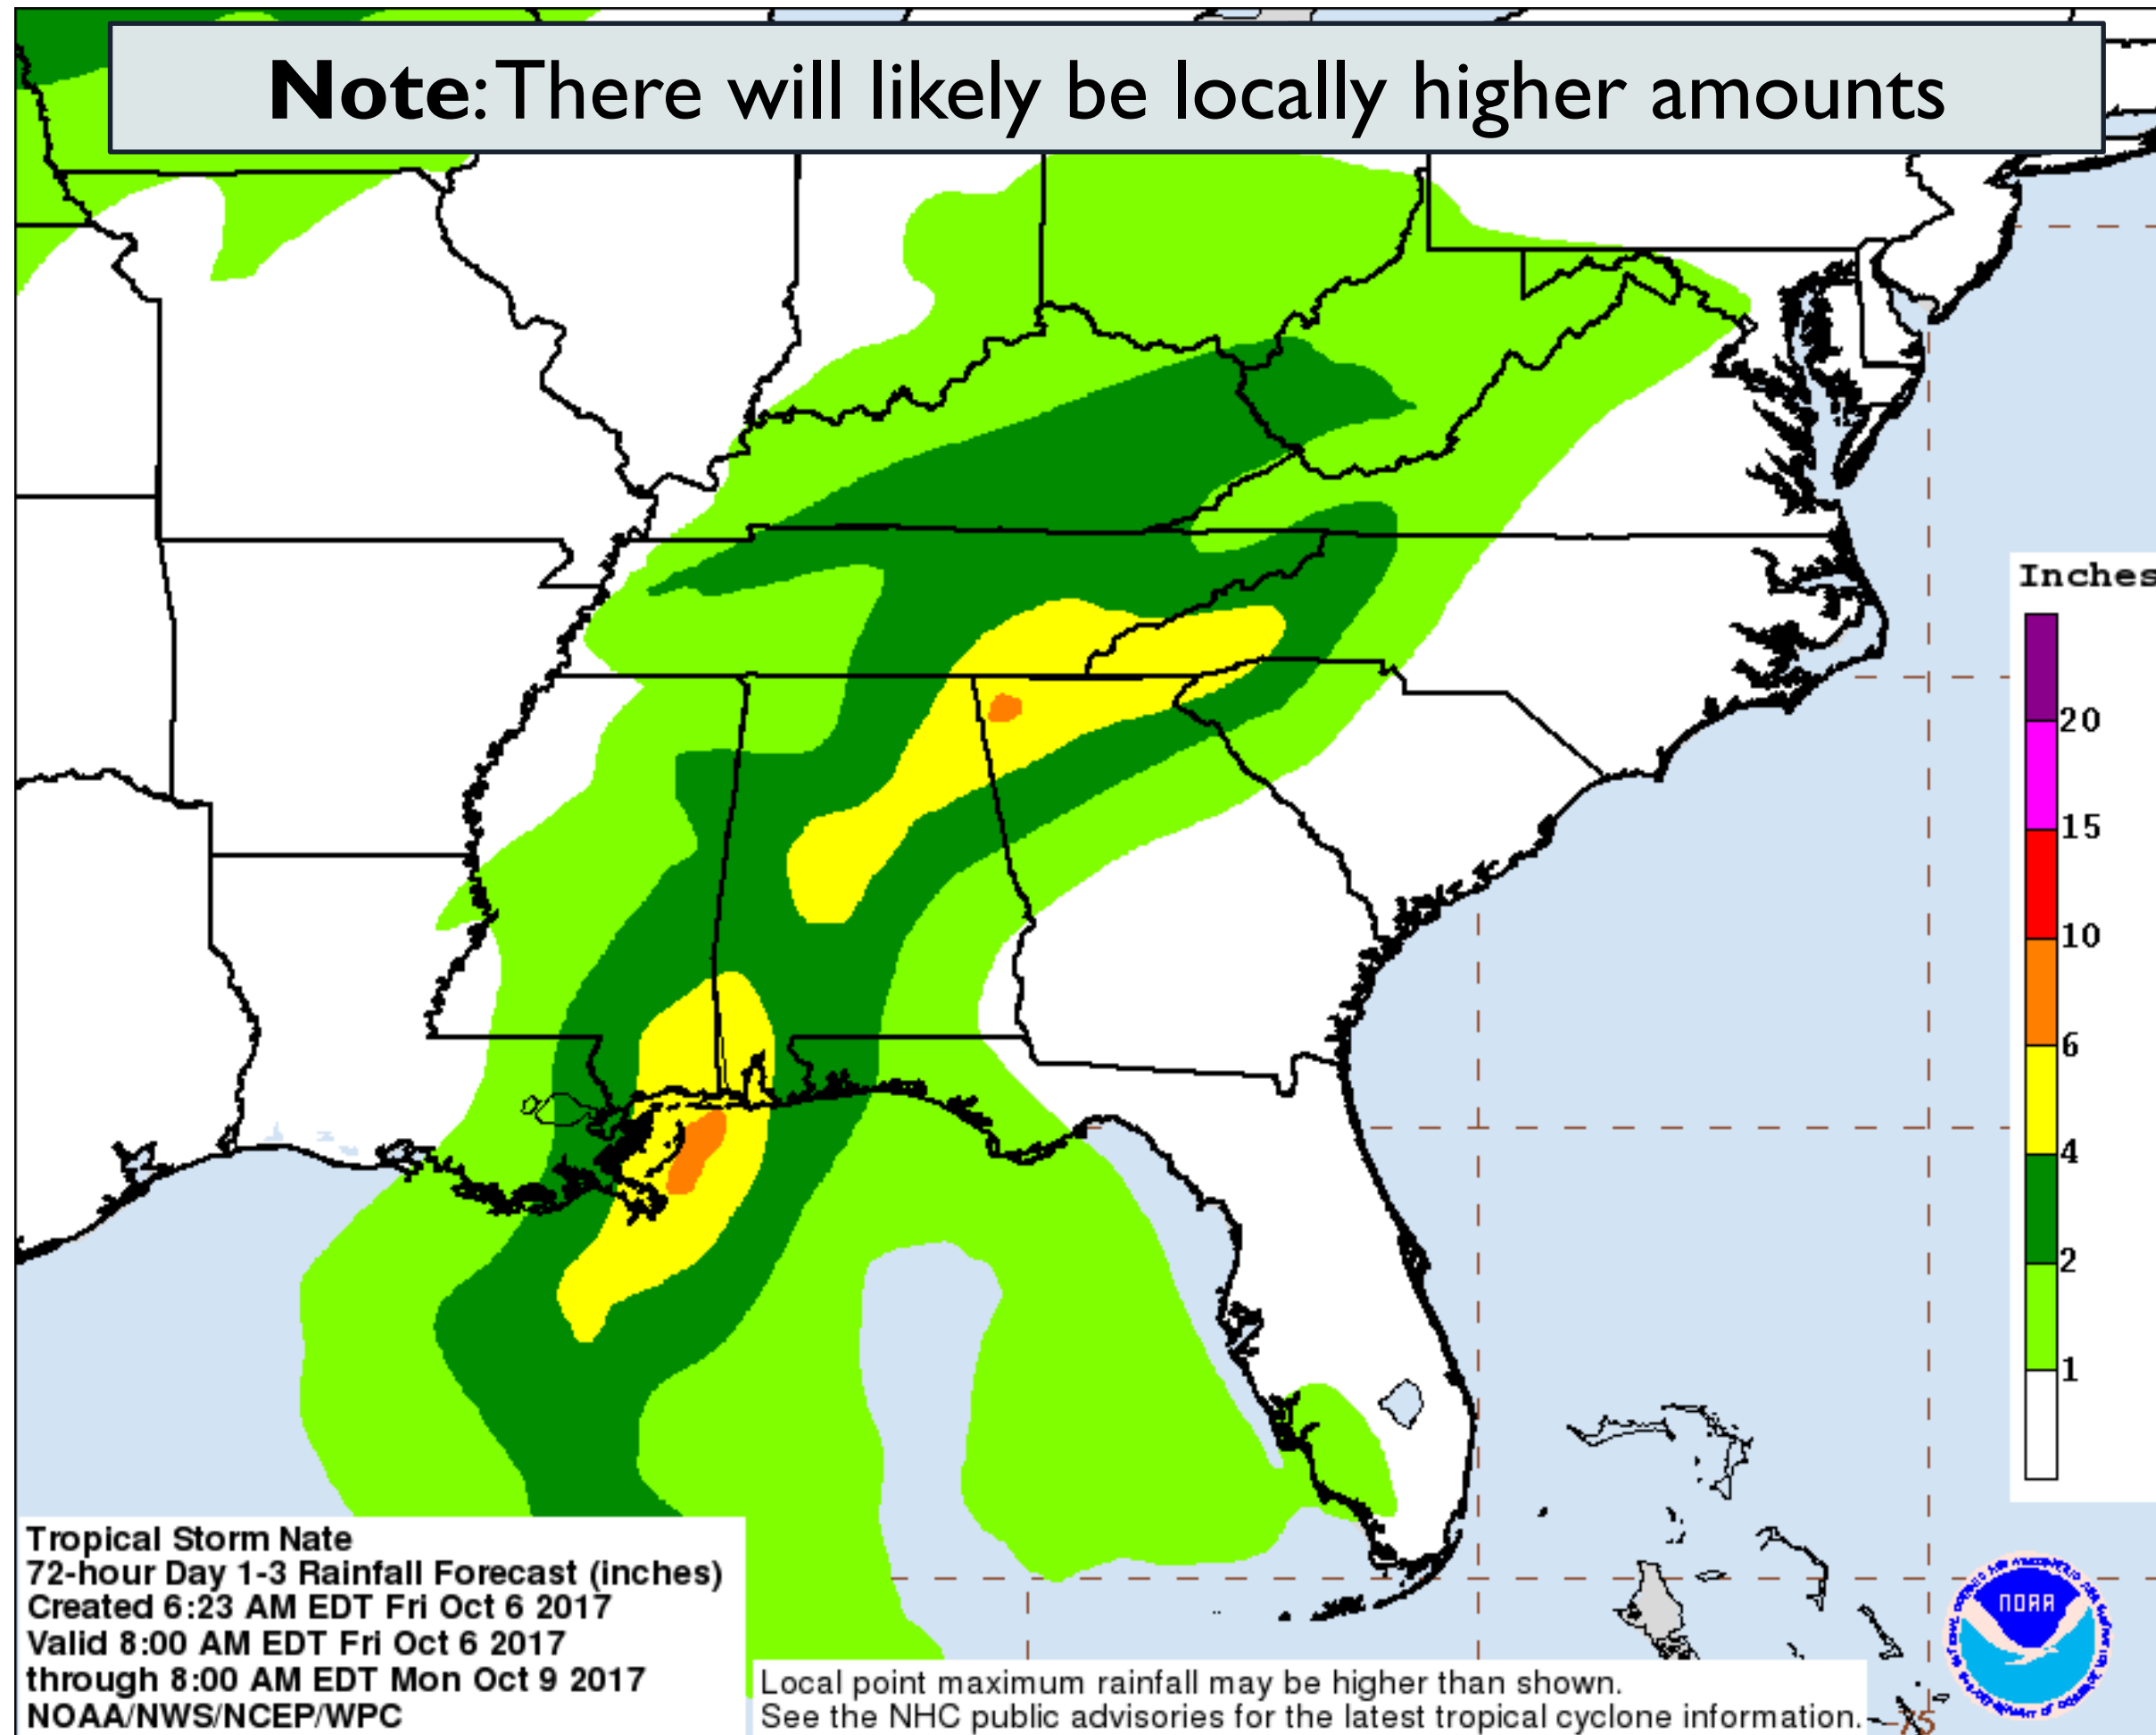 Note: There will likely be locally higher amounts
Inches
20
15
10
6
4
2
1
Tropical Storm Nate
72-hour Day 1-3 Rainfall Forecast (inches)
Created 6:23 AM EDT Fri Oct 6 2017
Valid 8:00 AM EDT Fri Oct 6 2017
through 8:00 AM EDT Mon Oct 9 2017
NOAA/NWS/NCEP/WPC
Local point maximum rainfall may be higher than shown.
See the NHC public advisories for the latest tropical cyclone information.
-75
NOAA